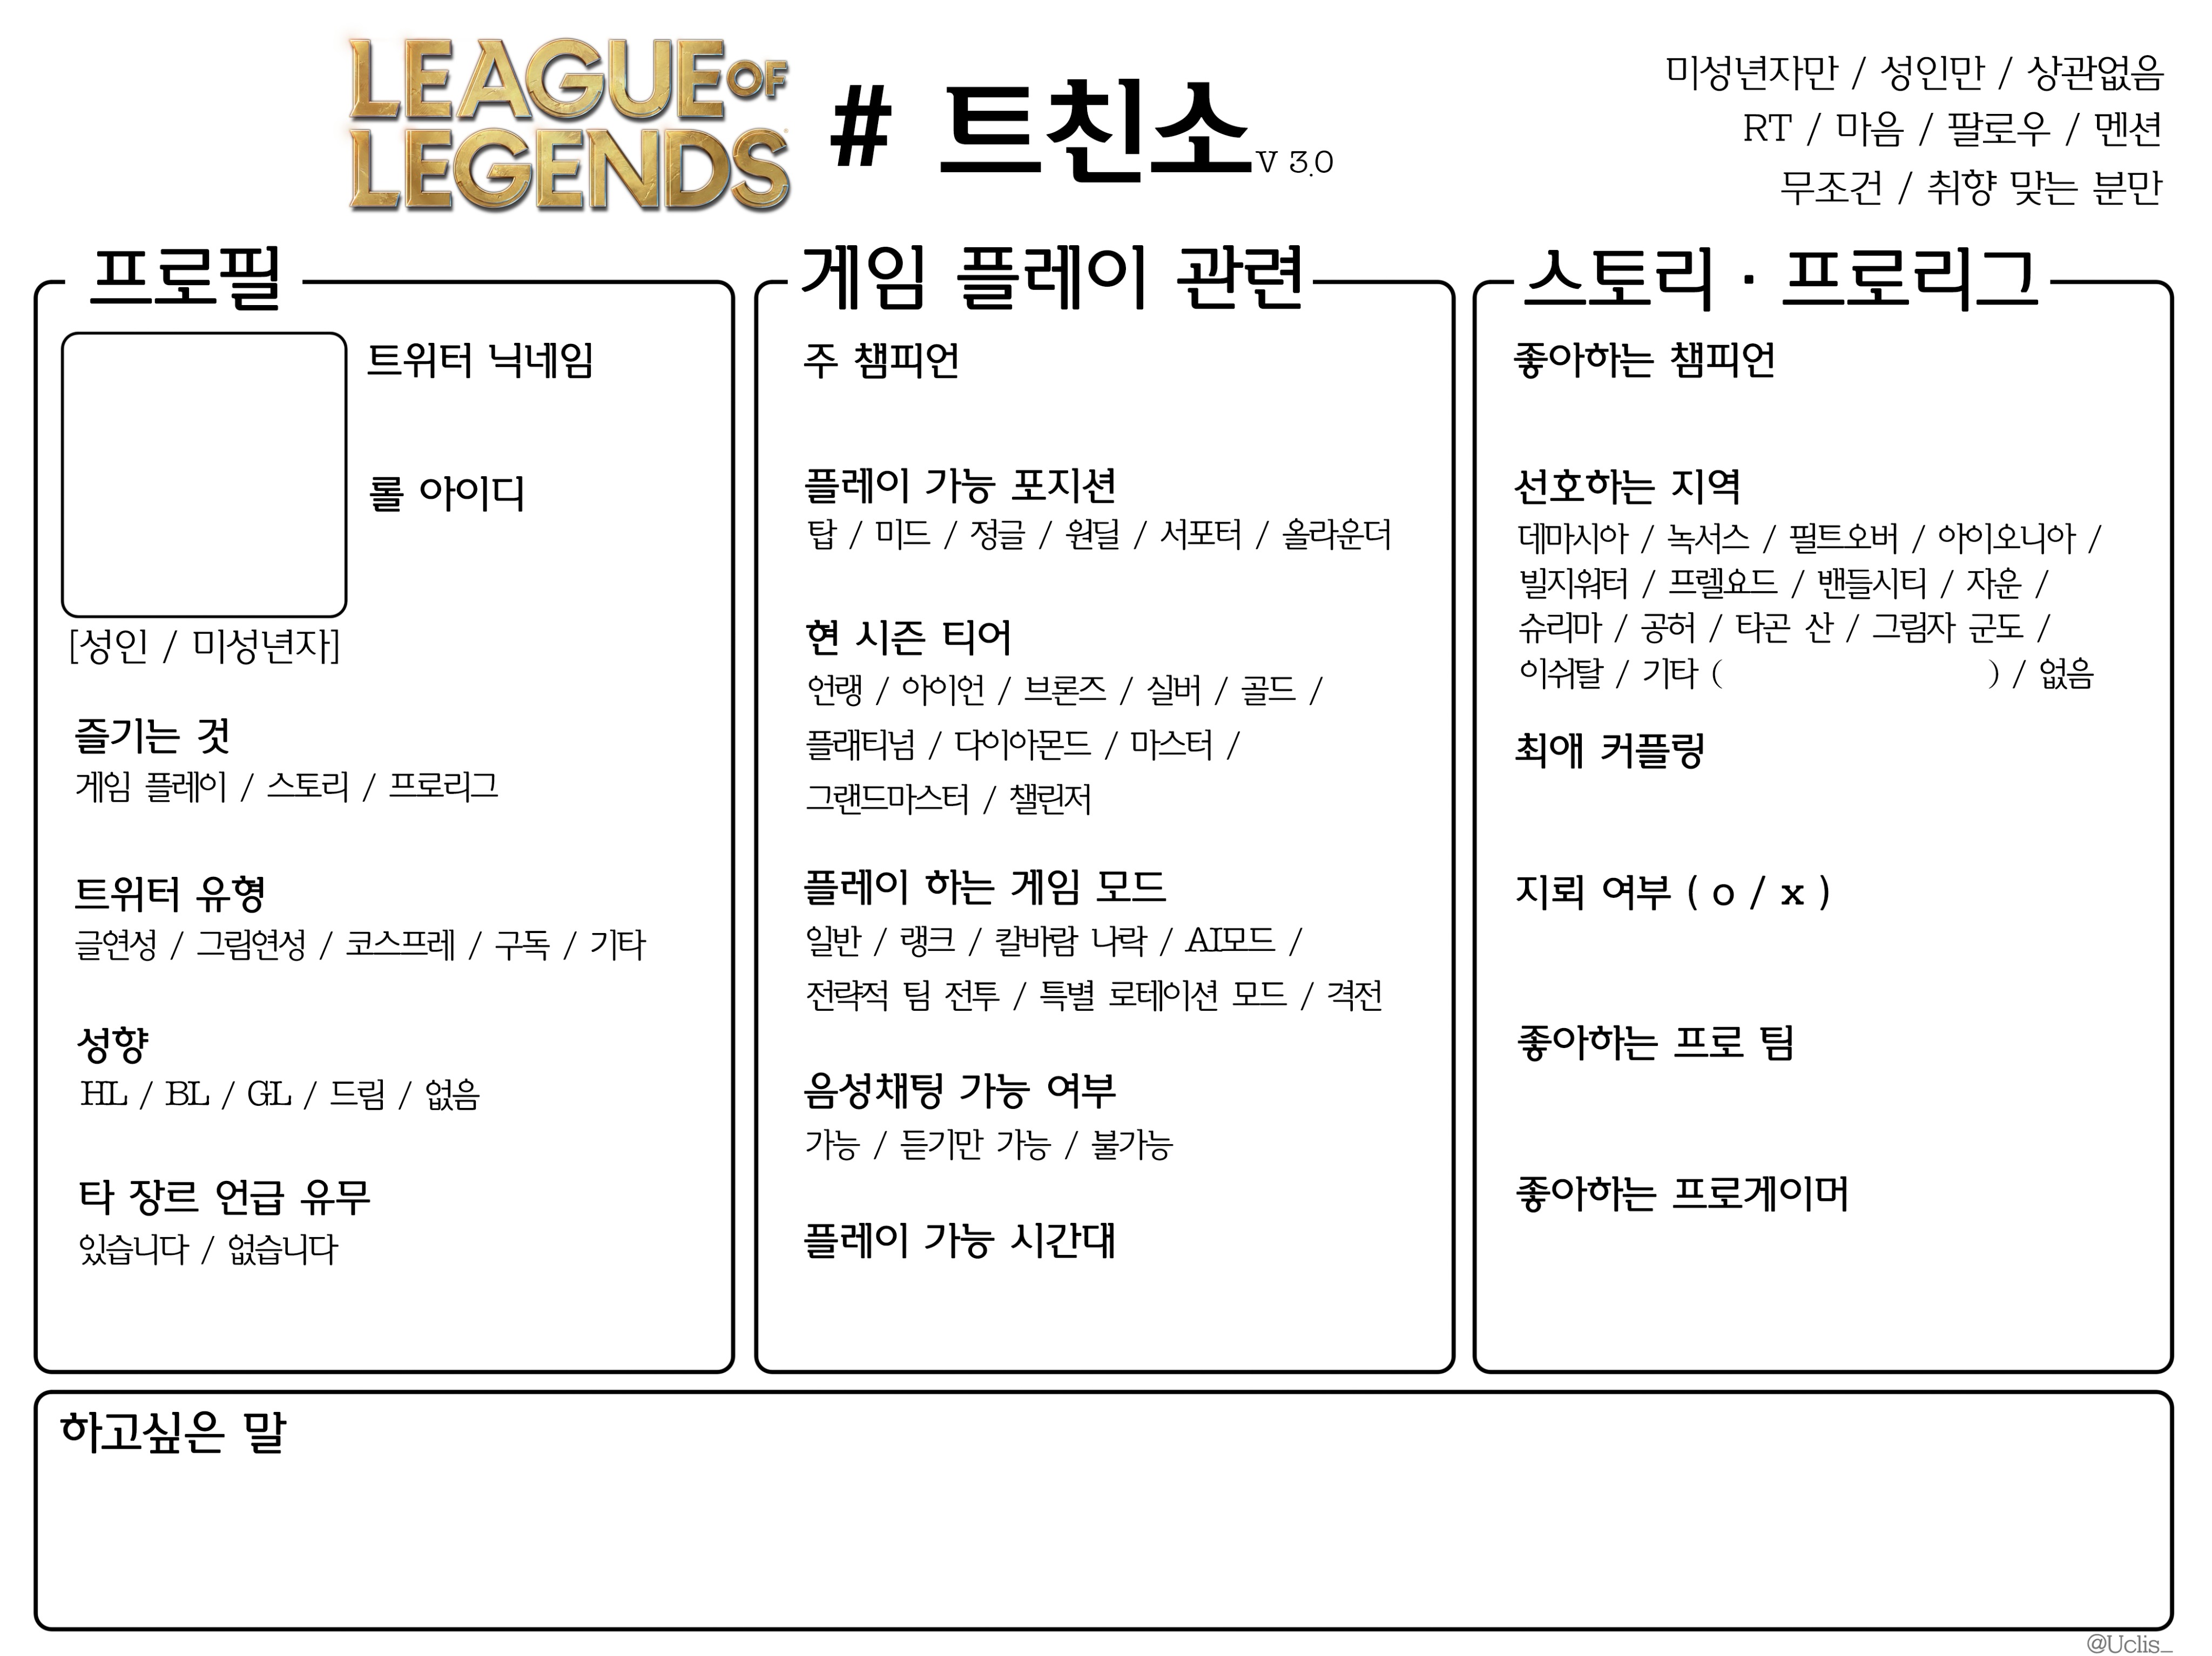 LEAGUE OF
LEGENDS
# 트친소 V 3.0
미성년자만 / 성인만 / 상관없음
RT / 마음 / 팔로우 / 멘션
무조건 / 취향 맞는 분만
프로필
트위터 닉네임
롤 아이디
[성인 / 미성년자]
즐기는 것
게임 플레이 / 스토리 / 프로리그
트위터 유형
글연성 / 그림연성 / 코스프레 / 구독 / 기타
성향
HL / BL / GL / 드림 / 없음
타 장르 언급 유무
있습니다 / 없습니다
게임 플레이 관련
주 챔피언
플레이 가능 포지션
탑 / 미드 / 정글 / 원딜 / 서포터 / 올라운더
현 시즌 티어
언랭 / 아이언 / 브론즈 / 실버 / 골드 /
플래티넘 / 다이아몬드 / 마스터 /
그랜드마스터 / 챌린저
플레이 하는 게임 모드
일반 / 랭크 / 칼바람 나락 / AI모드 /
전략적 팀 전투 / 특별 로테이션 모드 / 격전
음성채팅 가능 여부
가능 / 듣기만 가능 / 불가능
플레이 가능 시간대
스토리 · 프로리그
좋아하는 챔피언
선호하는 지역
데마시아 / 녹서스 / 필트오버 / 아이오니아 /
빌지워터 / 프렐요드 / 밴들시티 / 자운 /
슈리마 / 공허 / 타곤 산 / 그림자 군도 /
이쉬탈 / 기타 ( ) / 없음
최애 커플링
지뢰 여부 ( o / x )
좋아하는 프로 팀
좋아하는 프로게이머
하고싶은 말
@Uclis_